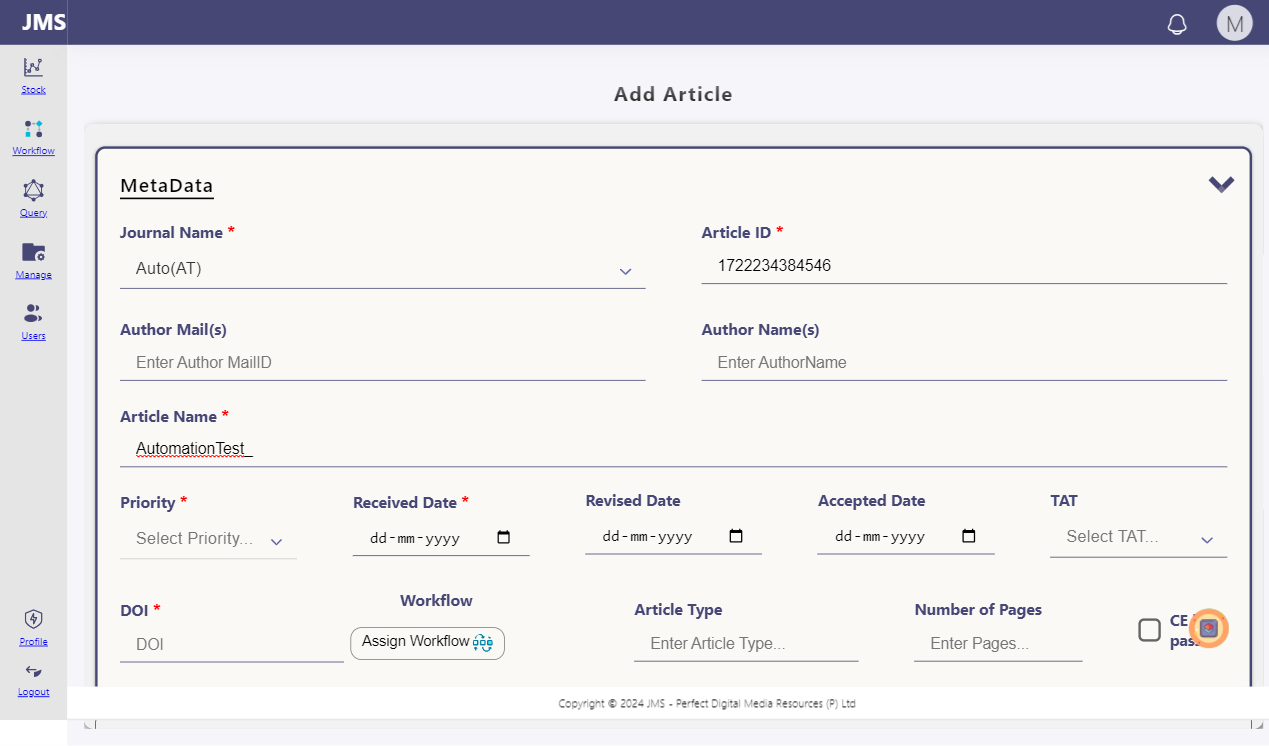 JMS
M
Stock
Workflow
Query
Manage
Users
Profile
Logout
Add Article
MetaData
Journal Name *
Article ID *
Auto(AT)
1722234384546
Author Mail(s)
Author Name(s)
Enter Author MailID
Enter AuthorName
Article Name *
AutomationTest_
Priority *
Received Date *
Revised Date
Accepted Date
TAT
Select Priority...
dd-mm-yyyy
dd-mm-yyyy
dd-mm-yyyy
Select TAT...
DOI *
Workflow
Article Type
Number of Pages
CE
DOI
Assign Workflow
Enter Article Type...
Enter Pages...
Copyright © 2024 JMS - Perfect Digital Media Resources (P) Ltd